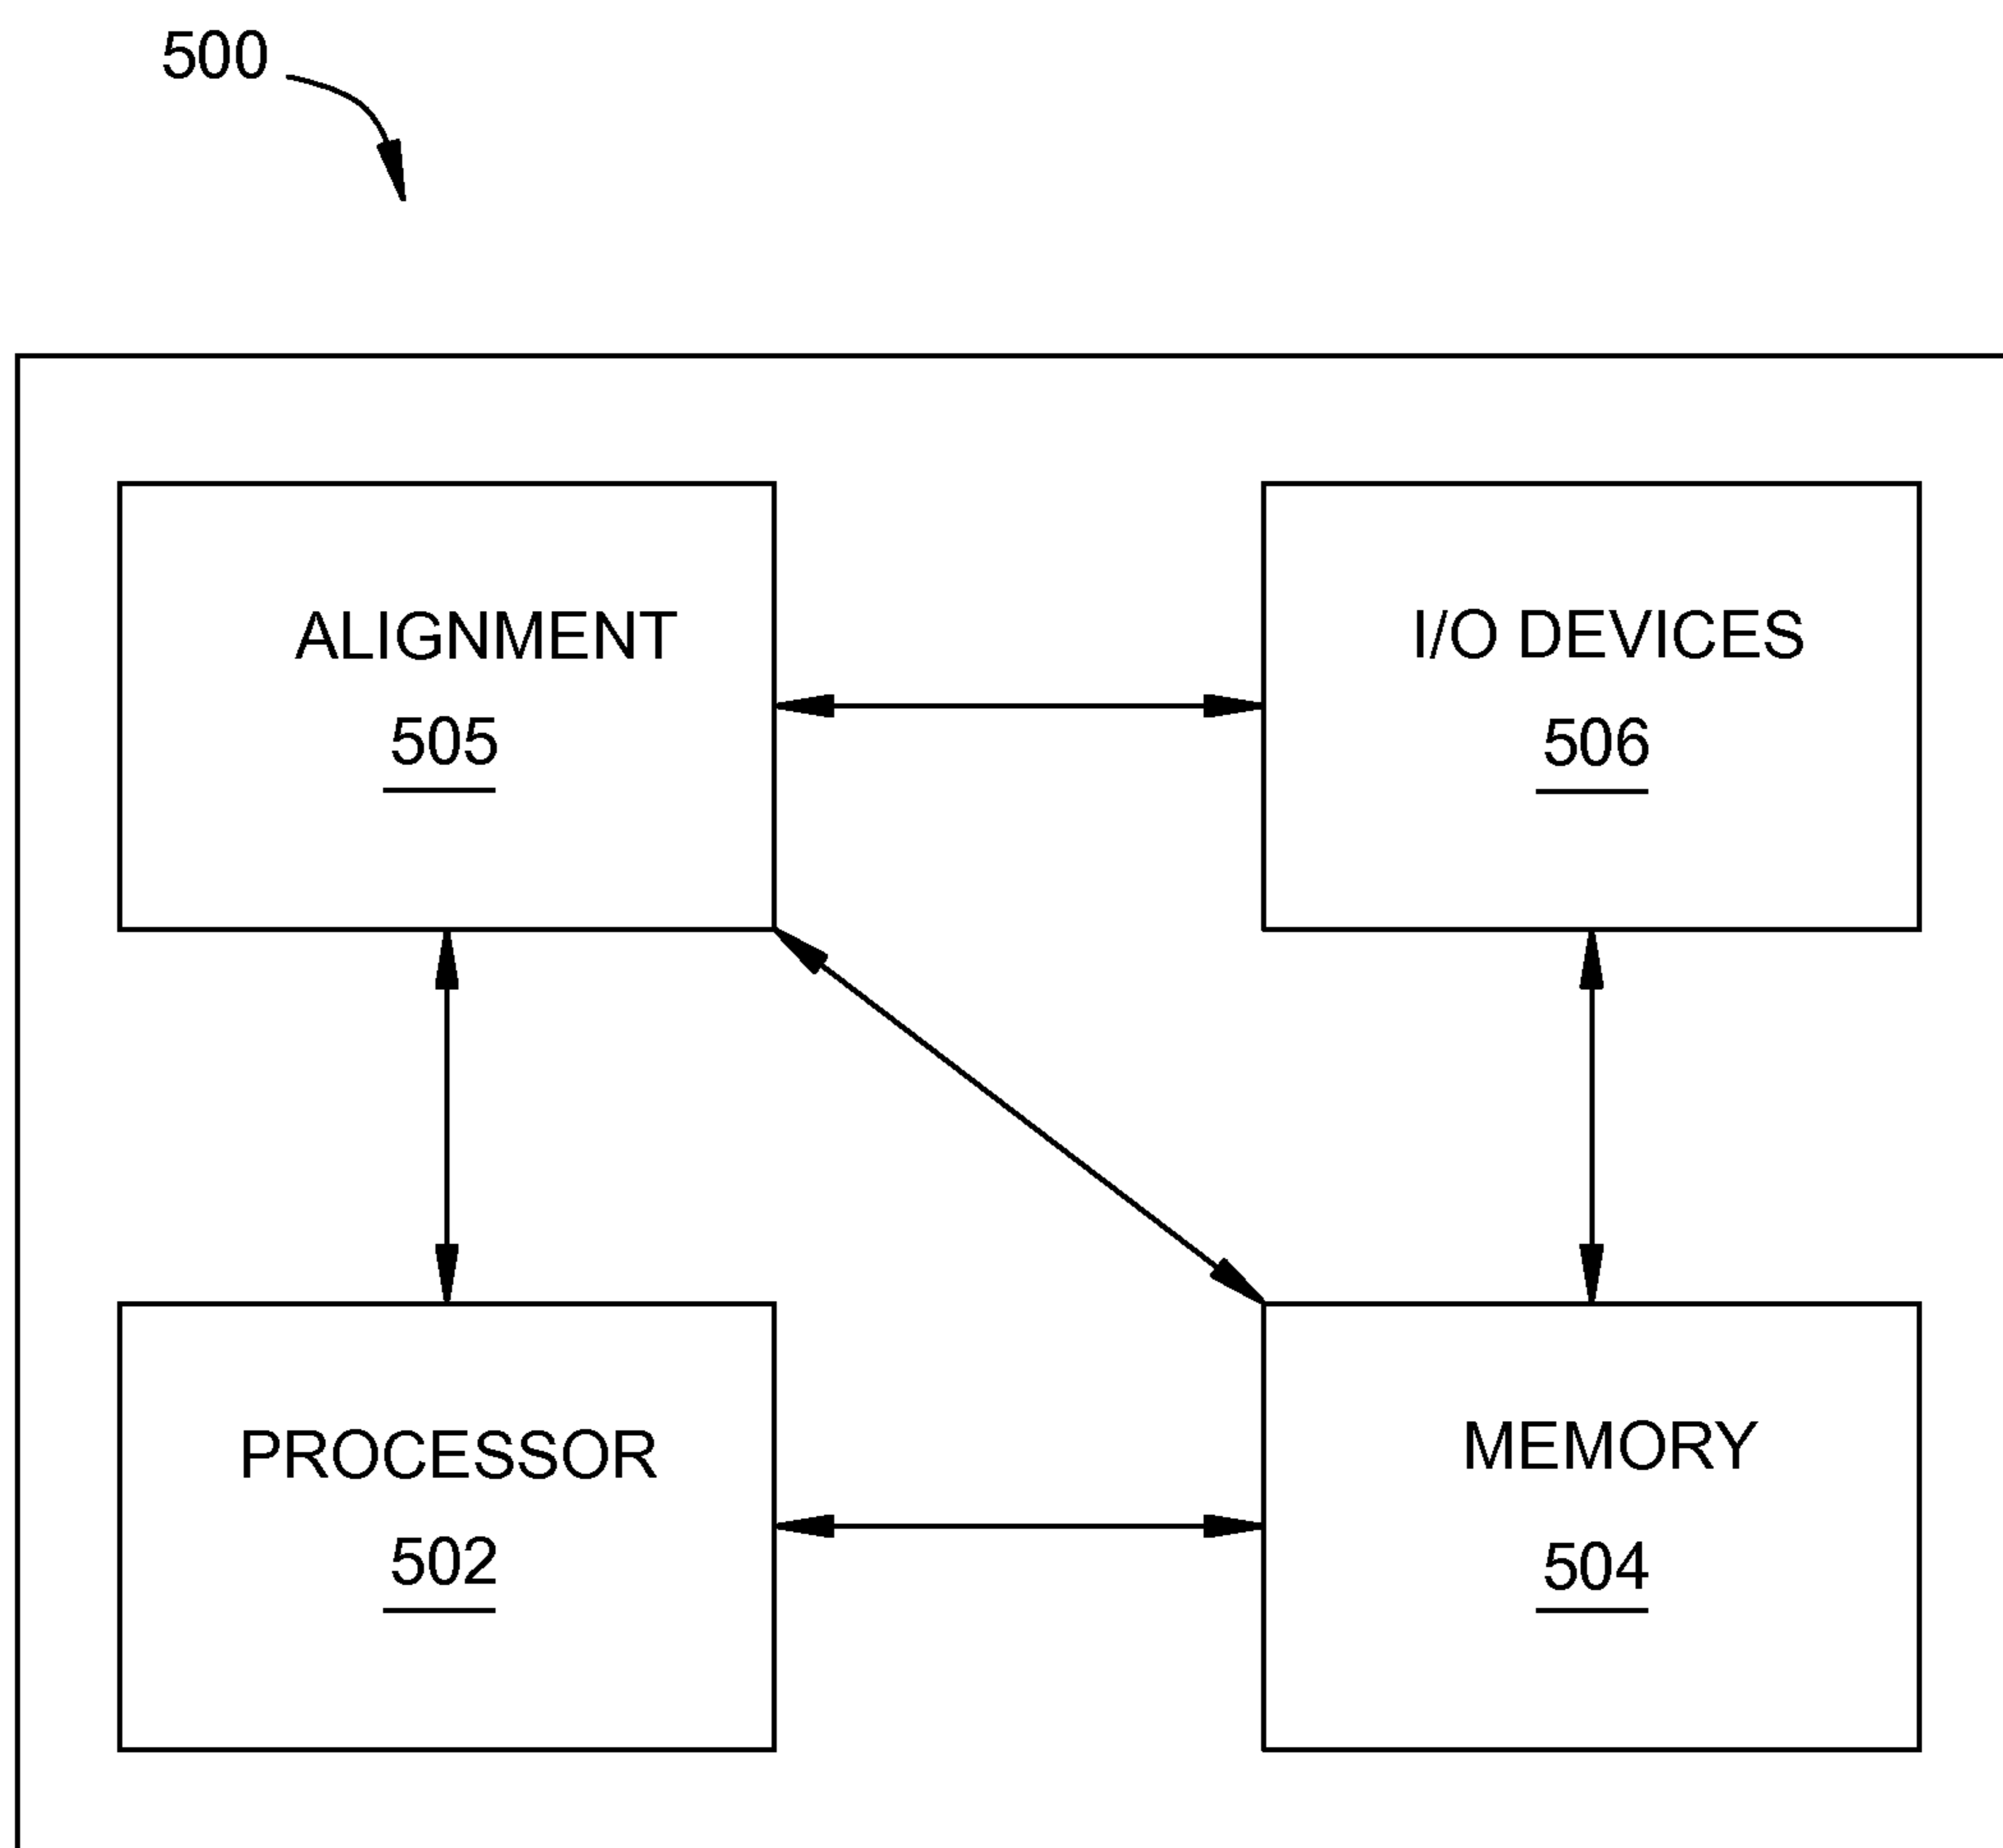 500
ALIGNMENT
505
I/O DEVICES
506
PROCESSOR
502
MEMORY
504